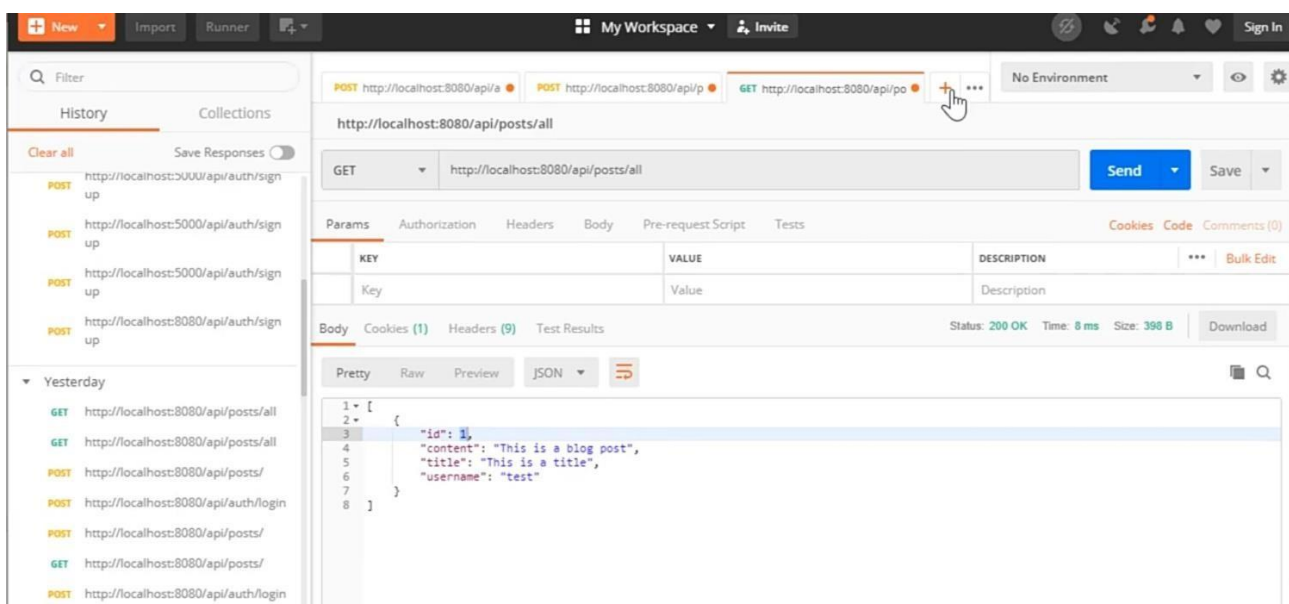 New Import Runner My Workspace Invite Sign In
Filter
History Collections
Clear all Save Responses
POST http://localhost:5000/api/auth/sign
up
POST http://localhost:5000/api/auth/sign
up
POST http://localhost:5000/api/auth/sign
up
POST http://localhost:8080/api/auth/sign
up
Yesterday
GET http://localhost:8080/api/posts/all
GET http://localhost:8080/api/posts/all
POST http://localhost:8080/api/posts/
POST http://localhost:8080/api/auth/login
POST http://localhost:8080/api/posts/
GET http://localhost:8080/api/posts/
POST http://localhost:8080/api/auth/login
POST http://localhost:8080/api/a POST http://localhost:8080/api/p GET http://localhost:8080/api/po + ••• No Environment
http://localhost:8080/api/posts/all
GET http://localhost:8080/api/posts/all Send Save
Params Authorization Headers Body Pre-request Script Tests Cookies Code Comments (0)
KEY VALUE DESCRIPTION ••• Bulk Edit
Key Value Description
Body Cookies (1) Headers (9) Test Results Status: 200 OK Time: 8 ms Size: 398 B Download
Pretty Raw Preview JSON
1 [
2 {
3 "id": 1,
4 "content": "This is a blog post",
5 "title": "This is a title",
6 "username": "test"
7 }
8 ]